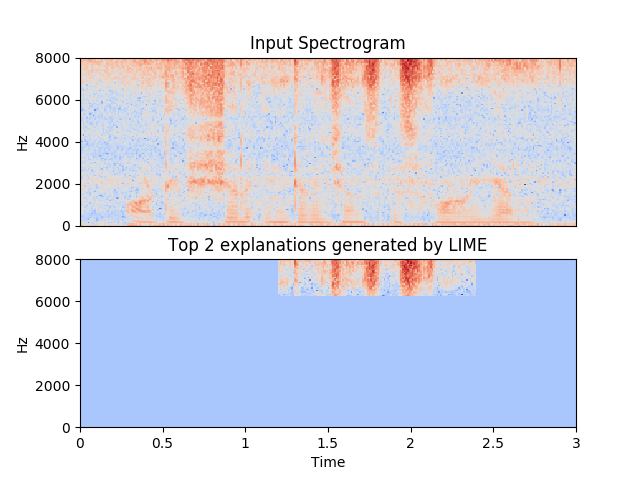 Input Spectrogram
8000
6000
4000
2000
0
Hz
Top 2 explanations generated by LIME
8000
6000
4000
2000
0
Hz
0 0.5 1 1.5 2 2.5 3
Time